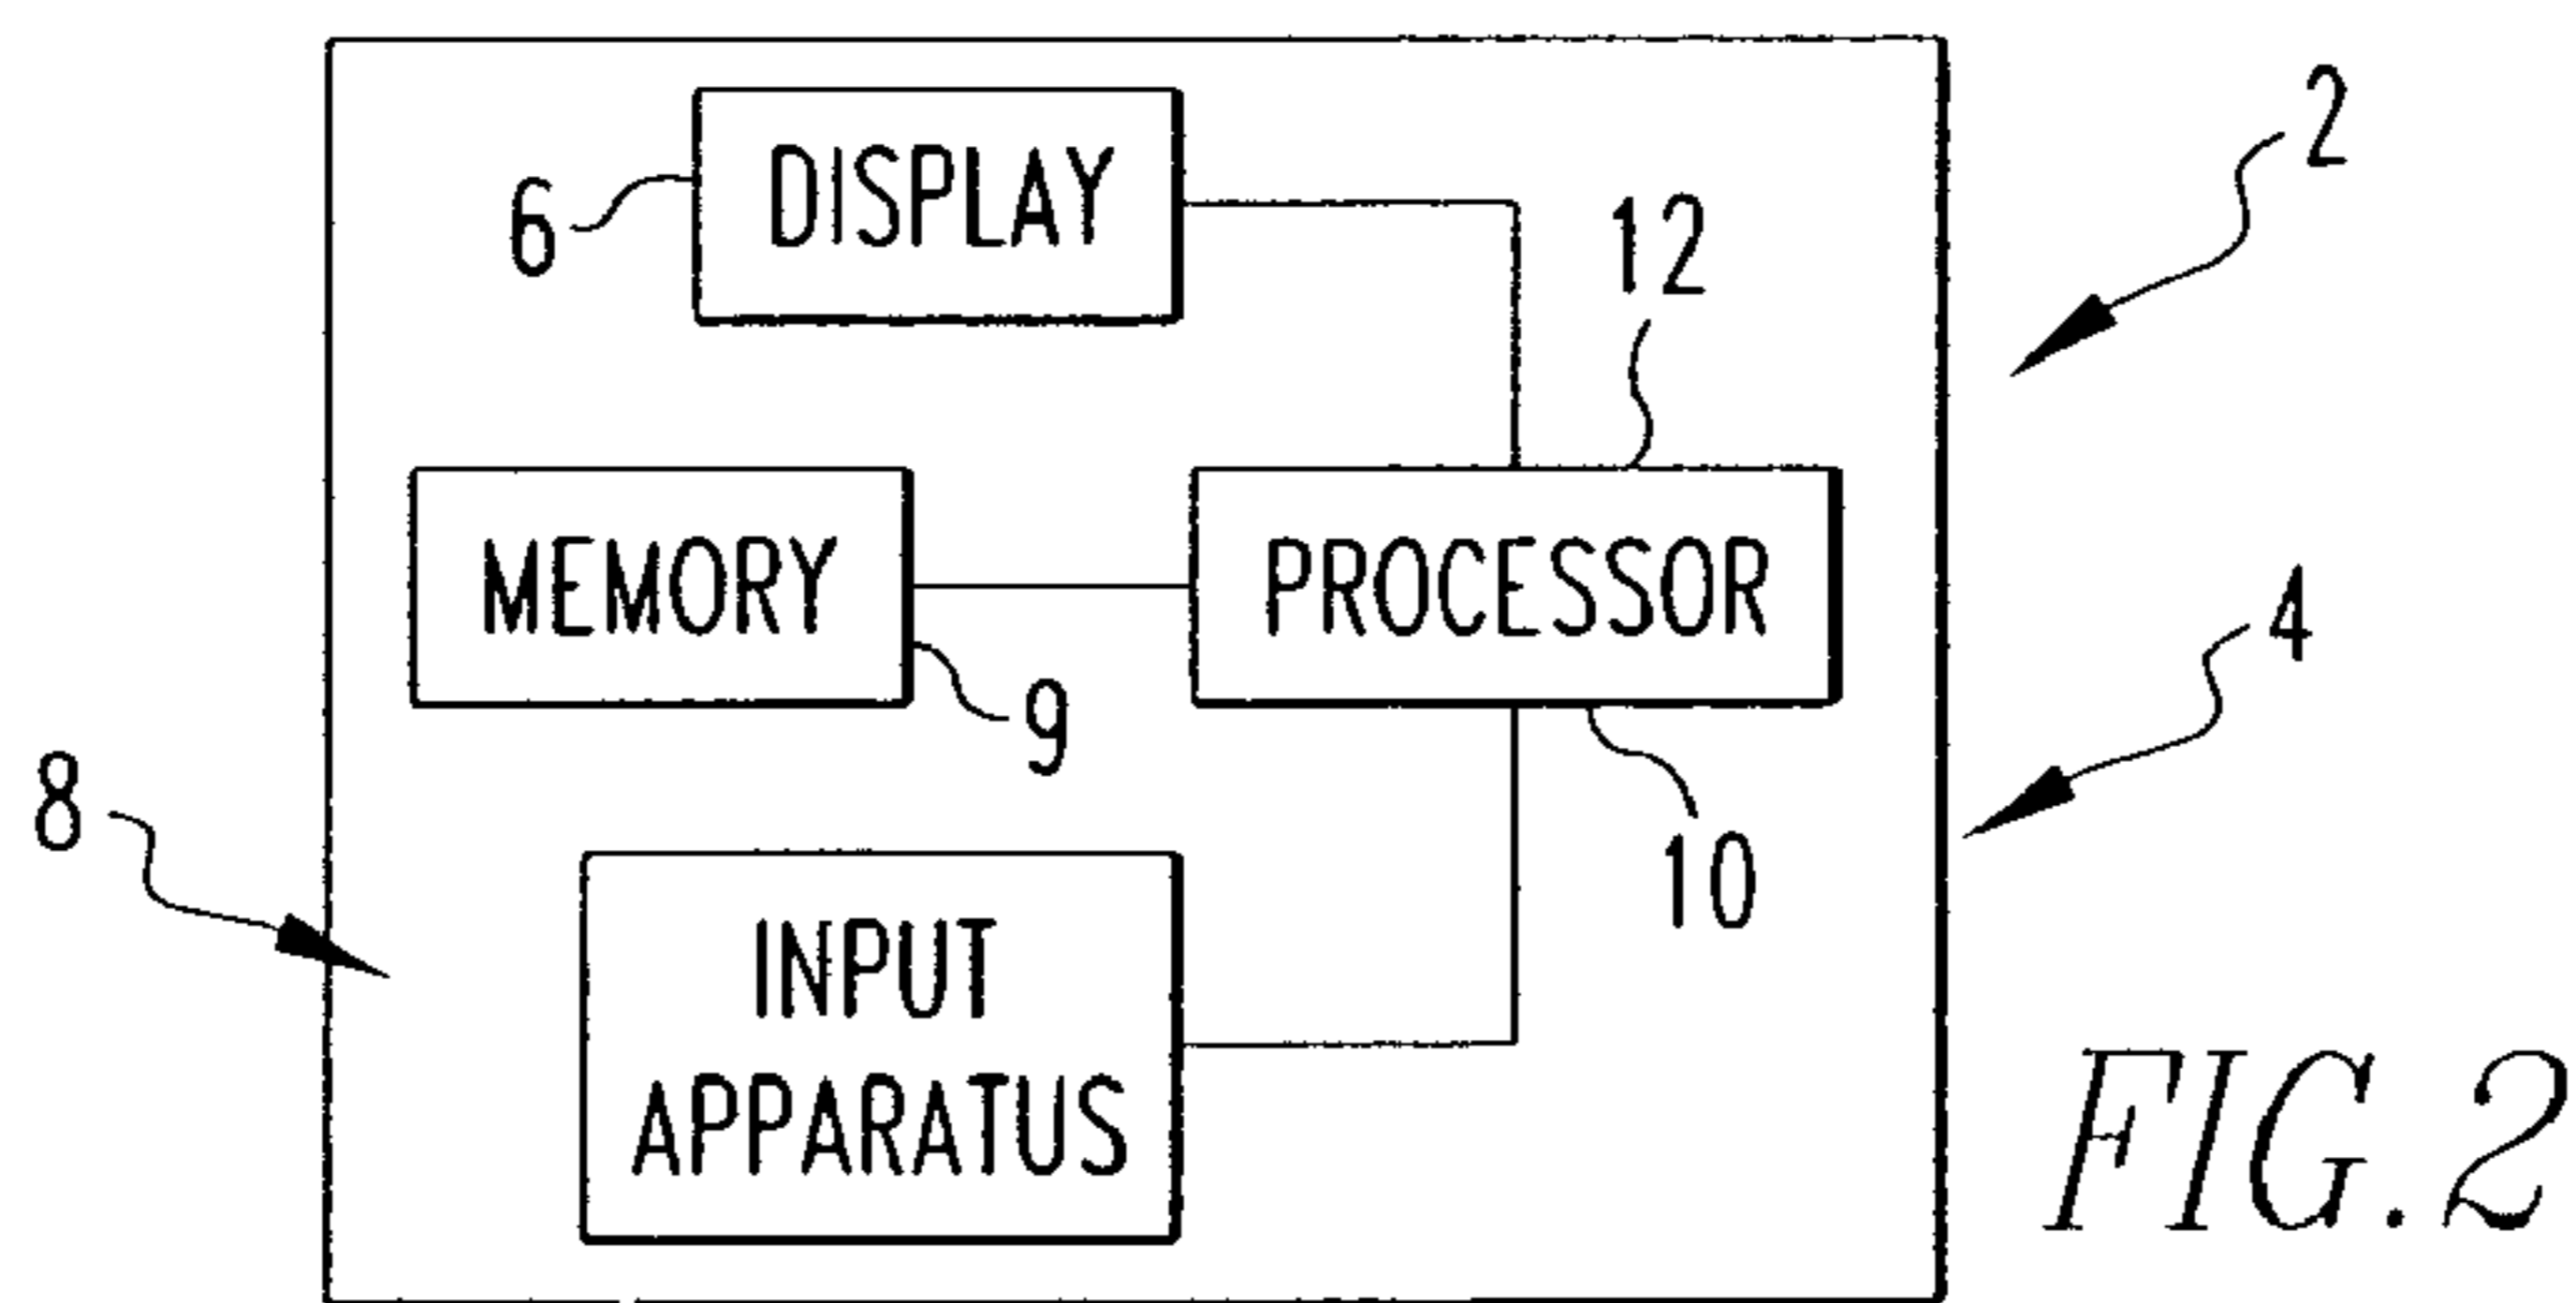 2
6
DISPLAY
12
MEMORY
PROCESSOR
4
9
8
10
INPUT
APPARATUS
FIG.2